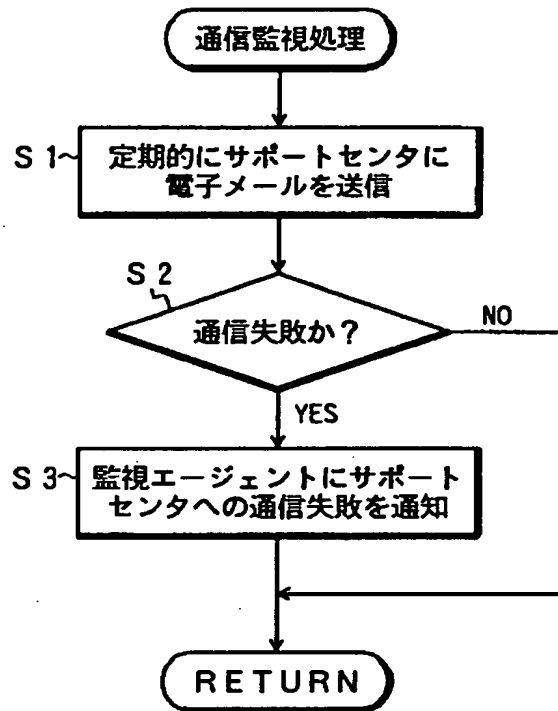 通信監視処理
S1 定期的にサポートセンタに
電子メールを送信
S2
通信失敗か？
NO
YES
S3 監視エージェントにサポート
センタへの通信失敗を通知
RETURN